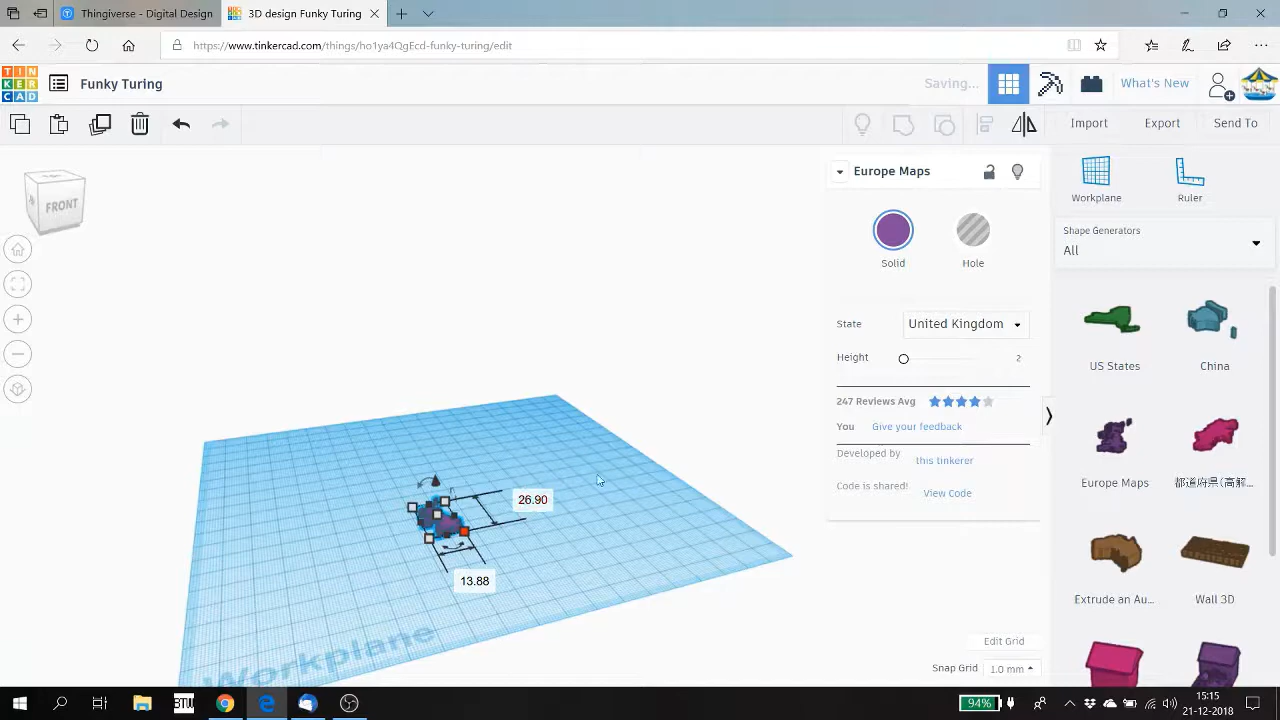 Thingiverse - Digital Design
3D design Funky Turing
https://www.tinkercad.com/things/ho1ya4QgEcd-funky-turing/edit
TIN
KER
CAD
Funky Turing
Saving...
What's New
Import
Export
Send To
FRONT
Europe Maps
Solid
Hole
State
United Kingdom
Height
2
247 Reviews Avg
You
Give your feedback
Developed by
this tinkerer
Code is shared!
View Code
Workplane
Ruler
Shape Generators
All
US States
China
Europe Maps
Extrude an Au...
Wall 3D
26.90
13.88
Edit Grid
Snap Grid
1.0 mm
94%
15:15
21-12-2018